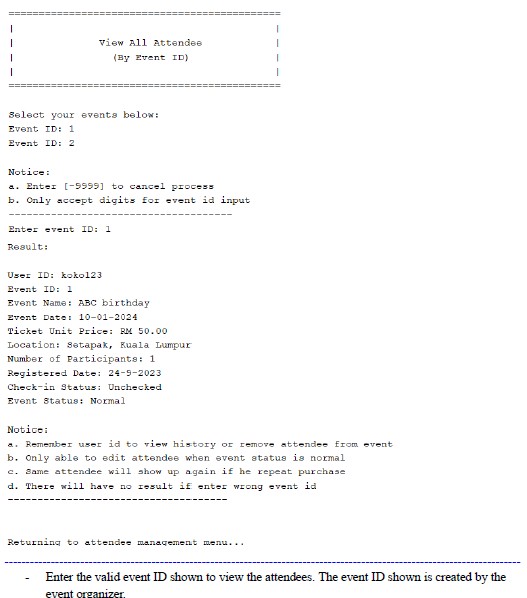 View All Attendee
(By Event ID)
Select your events below:
Event ID: 1
Event ID: 2
Notice:
a. Enter [-9999] to cancel process
b. Only accept digits for event id input
------------------------------------
Enter event ID: 1
Result:
User ID: koko123
Event ID: 1
Event Name: ABC birthday
Event Date: 10-01-2024
Ticket Unit Price: RM 50.00
Location: Setapak, Kuala Lumpur
Number of Participants: 1
Registered Date: 24-9-2023
Check-in Status: Unchecked
Event Status: Normal
Notice:
a. Remember user id to view history or remove attendee from event
b. Only able to edit attendee when event status is normal
c. Same attendee will show up again if he repeat purchase
d. There will have no result if enter wrong event id
-----------------------------------
Returning to attendee management menu...
- Enter the valid event ID shown to view the attendees. The event ID shown is created by the
event organizer.